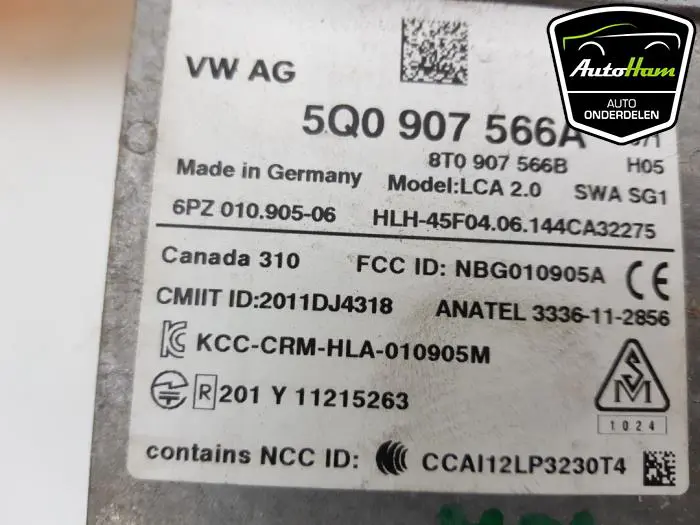 VW AG
AutoHam
AUTO
ONDERDELEN
5Q0 907 566A
8T0 907 566B H05
Made in Germany Model:LCA 2.0 SWA SG1
6PZ 010.905-06 HLH-45F04.06.144CA32275
Canada 310 FCC ID: NBG010905A CE
CMIIT ID:2011DJ4318 ANATEL 3336-11-2856
KCC-CRM-HLA-010905M
R 201 Y 11215263
S M
1024
contains NCC ID: CCAI12LP3230T4